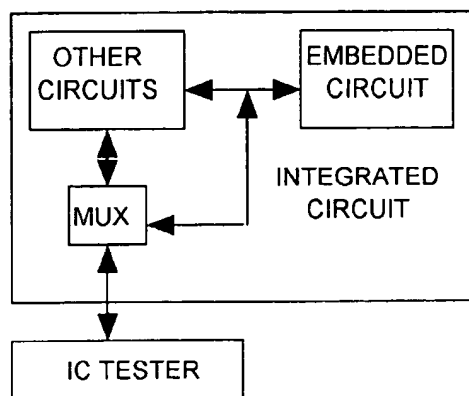 OTHER
CIRCUITS
EMBEDDED
CIRCUIT
INTEGRATED
CIRCUIT
MUX
IC TESTER